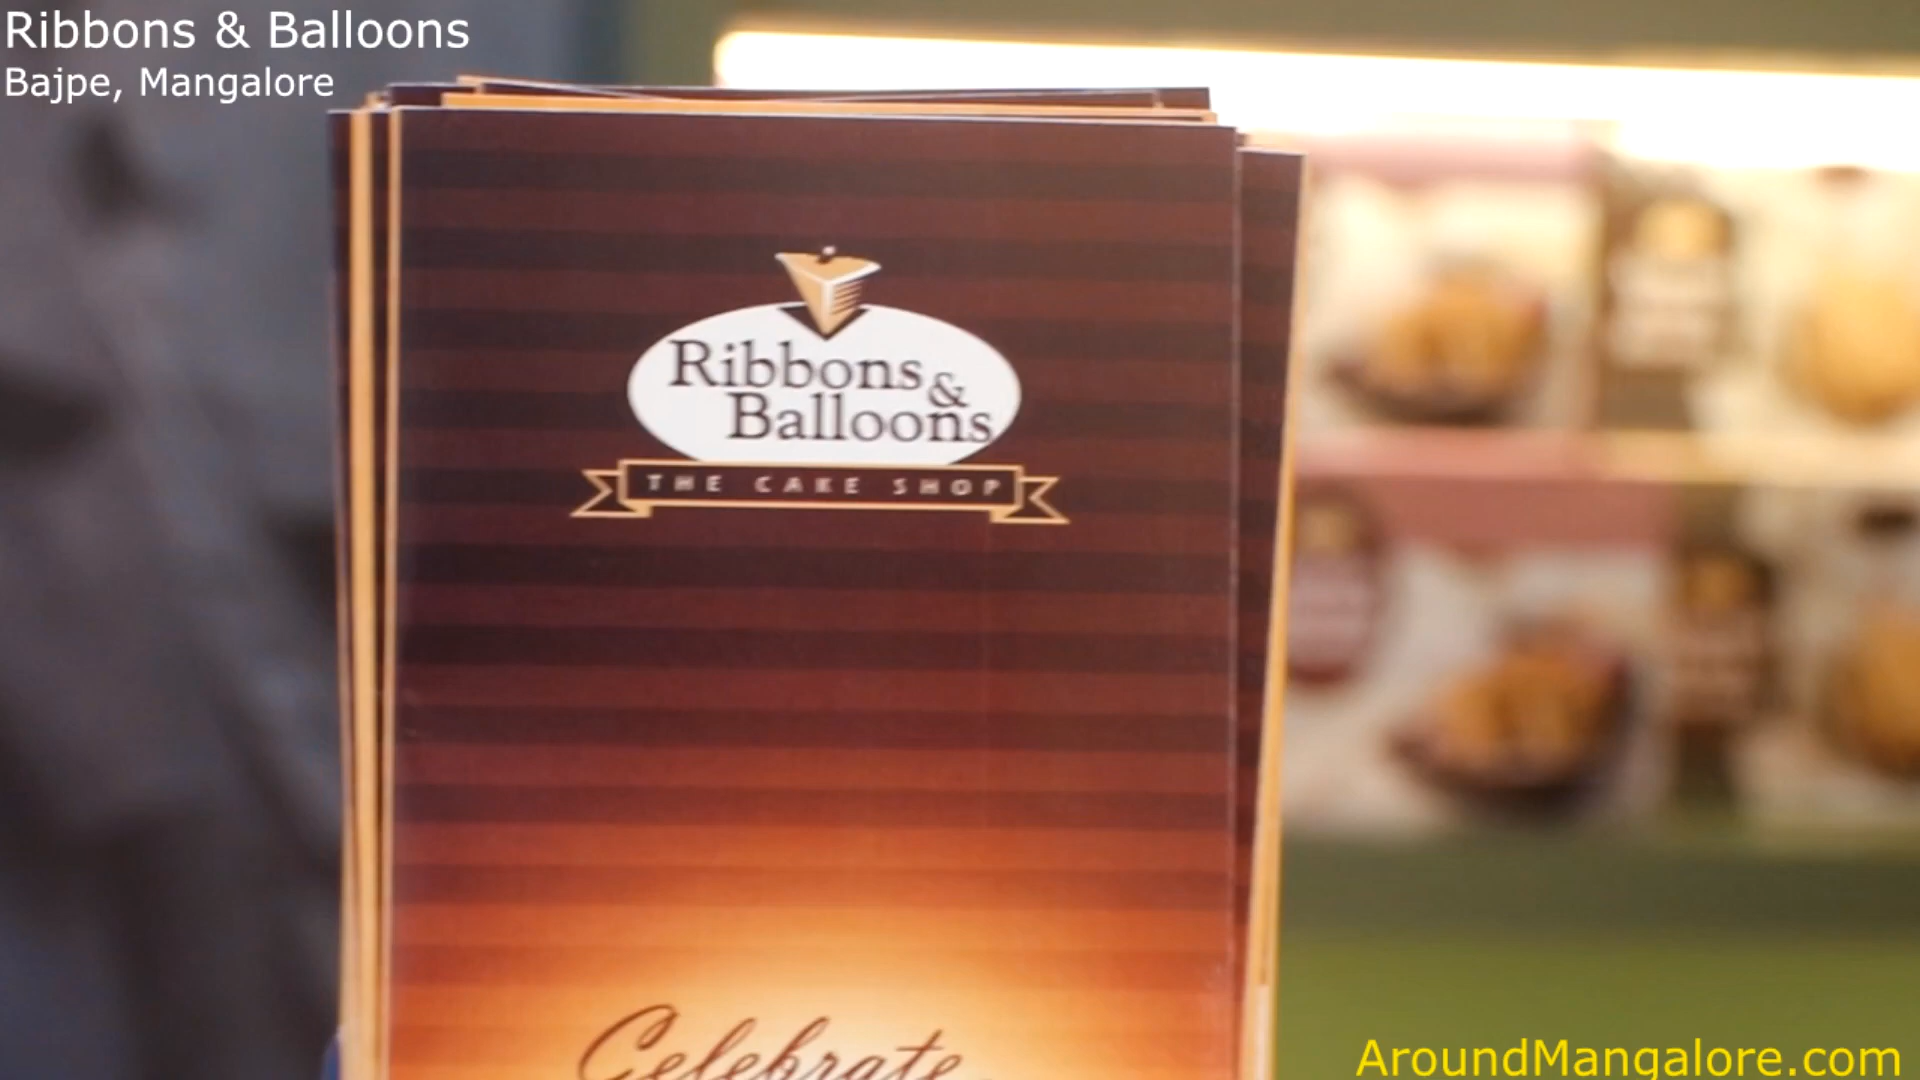 Ribbons & Balloons
Bajpe, Mangalore
Ribbons &
Balloons
THE CAKE SHOP
Celebrate
AroundMangalore.com